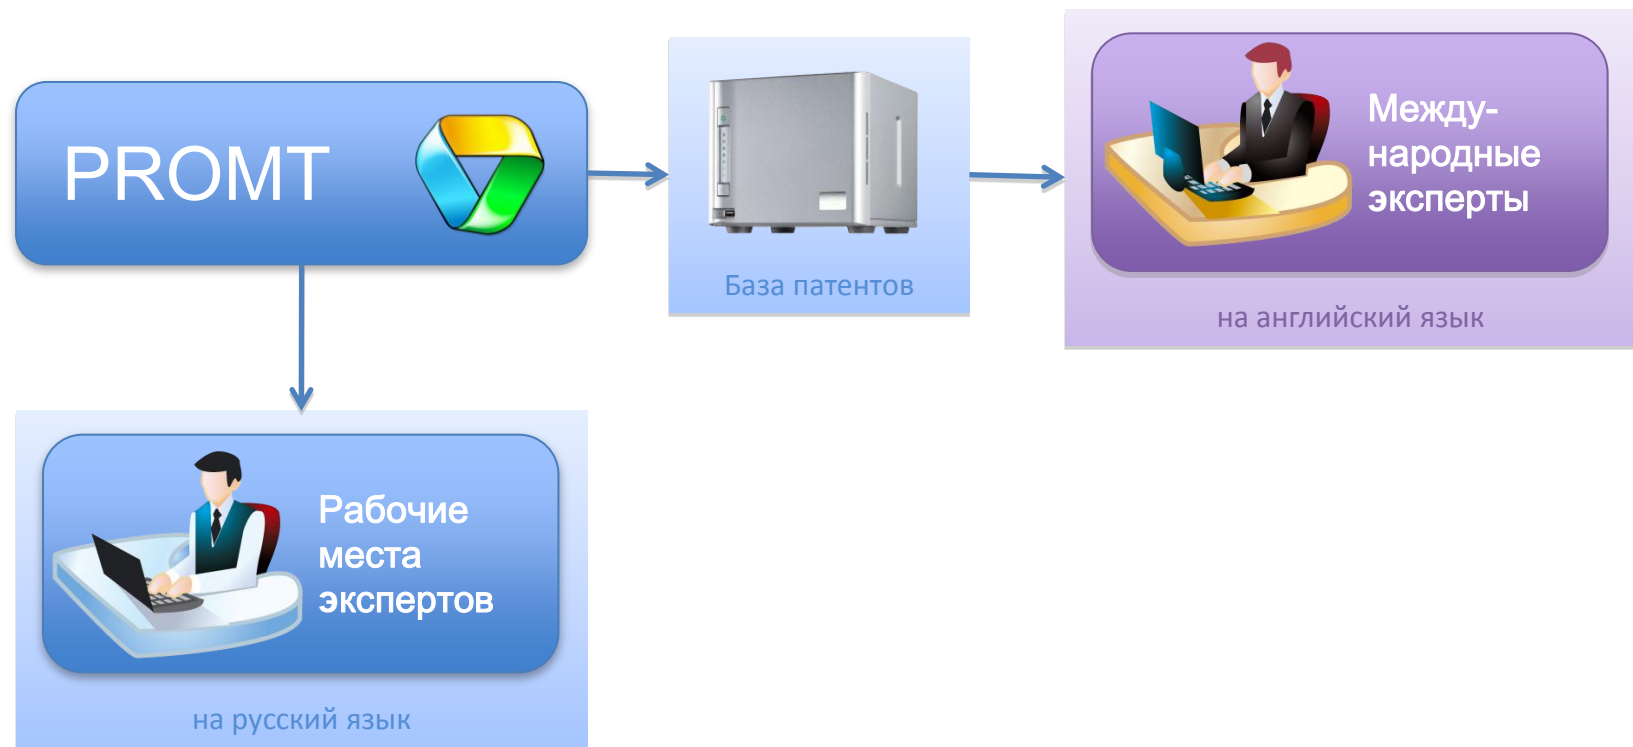 PROMT
База патентов
Между-
народные
эксперты
на английский язык
Рабочие
места
экспертов
на русский язык